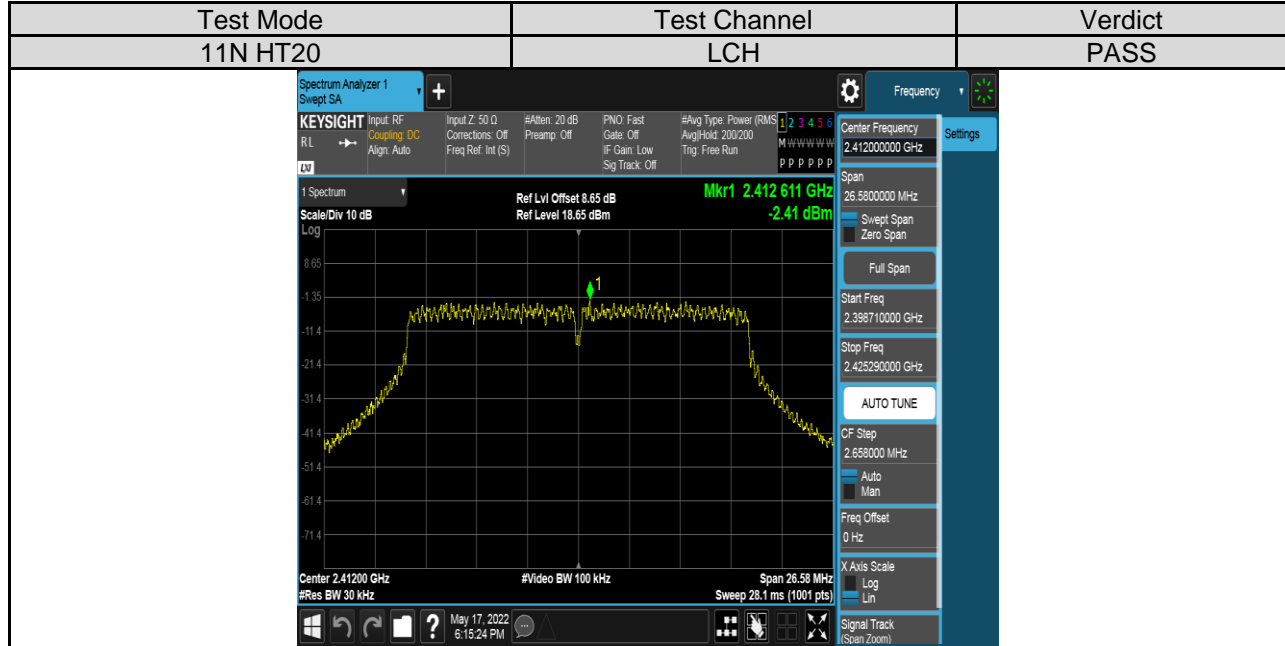 Test Mode Test Channel Verdict
11N HT20 LCH PASS
Spectrum Analyzer 1
Swept SA
+
Frequency
KEYSIGHT
RL
LXI
Input: RF
Coupling: DC
Align: Auto
Input Z: 50 Ω
Corrections: Off
Freq Ref: Int (S)
#Atten: 20 dB
Preamp: Off
PNO: Fast
Gate: Off
IF Gain: Low
Sig Track: Off
#Avg Type: Power (RMS
Avg|Hold: 200/200
Trig: Free Run
1 2 3 4 5 6
M W W W W W
P P P P P P
Center Frequency
2.412000000 GHz
Settings
1 Spectrum
Scale/Div 10 dB
Ref Lvl Offset 8.65 dB
Ref Level 18.65 dBm
Mkr1 2.412 611 GHz
-2.41 dBm
Log
8.65
-1.35
-11.4
-21.4
-31.4
-41.4
-51.4
-61.4
-71.4
1
Center 2.41200 GHz
#Res BW 30 kHz
#Video BW 100 kHz
Span 26.58 MHz
Sweep 28.1 ms (1001 pts)
Span
26.5800000 MHz
Swept Span
Zero Span
Full Span
Start Freq
2.398710000 GHz
Stop Freq
2.425290000 GHz
AUTO TUNE
CF Step
2.658000 MHz
Auto
Man
Freq Offset
0 Hz
X Axis Scale
Log
Lin
Signal Track
(Span Zoom)
?
May 17, 2022
6:15:24 PM